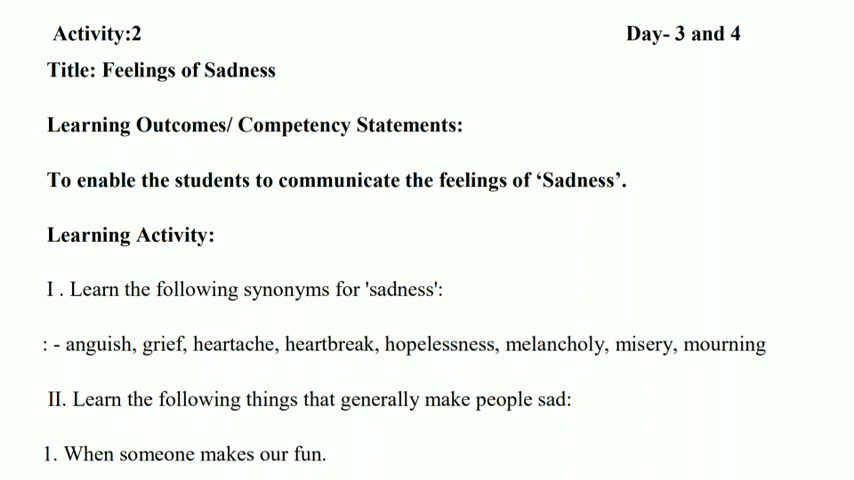 Activity:2 Day- 3 and 4
Title: Feelings of Sadness
Learning Outcomes/ Competency Statements:
To enable the students to communicate the feelings of ‘Sadness’.
Learning Activity:
I . Learn the following synonyms for 'sadness':
: - anguish, grief, heartache, heartbreak, hopelessness, melancholy, misery, mourning
II. Learn the following things that generally make people sad:
1. When someone makes our fun.